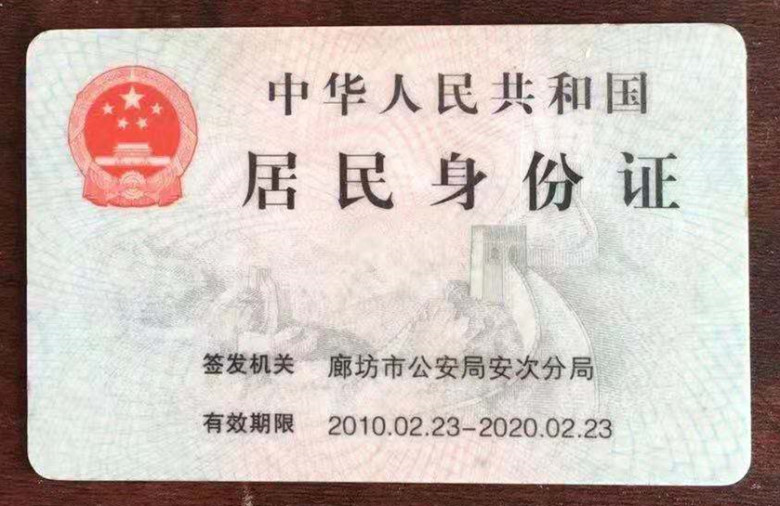 中华人民共和国
居民身份证
签发机关 廊坊市公安局安次分局
有效期限 2010.02.23-2020.02.23